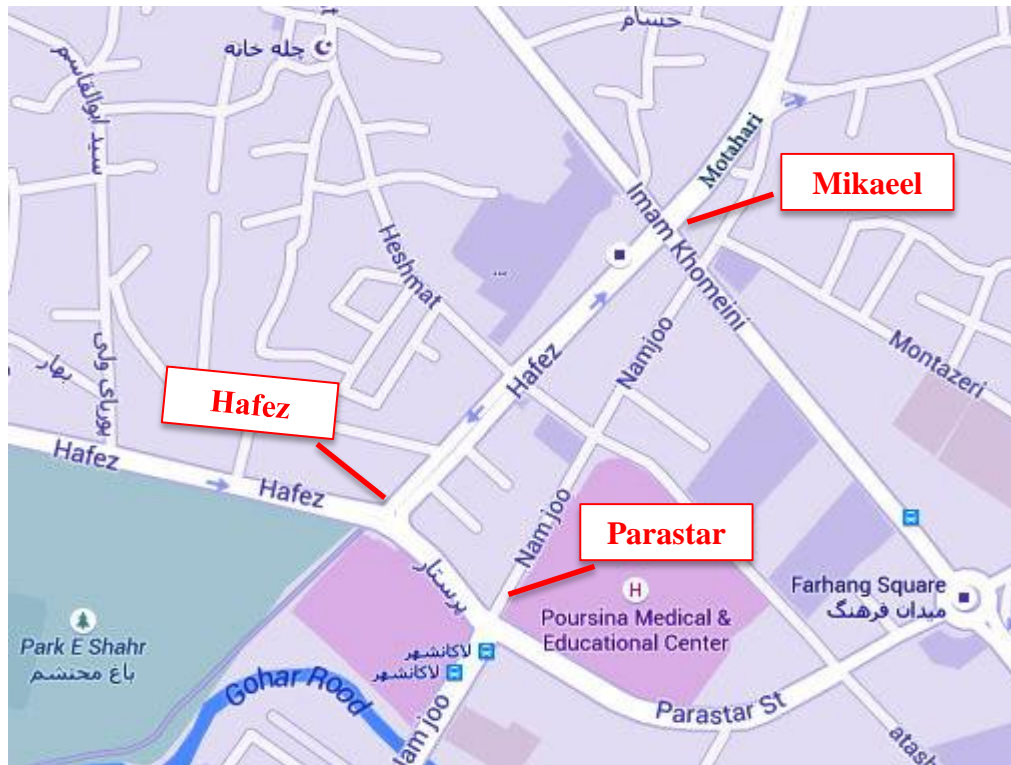 حسام
چله خانه
سید ابوالقاسم
Motahari
Mikaeel
Imam Khomeini
Heshmat
...
Hafez
Namjoo
Montazeri
پوریای ولی
بهار
Hafez
Hafez
Hafez
Namjoo
Parastar
پرستار
H
Poursina Medical &
Educational Center
Farhang Square
میدان فرهنگ
Park E Shahr
باغ محتشم
لاکانشهر
لاکانشهر
Gohar Rood
Parastar St
Namjoo
atash